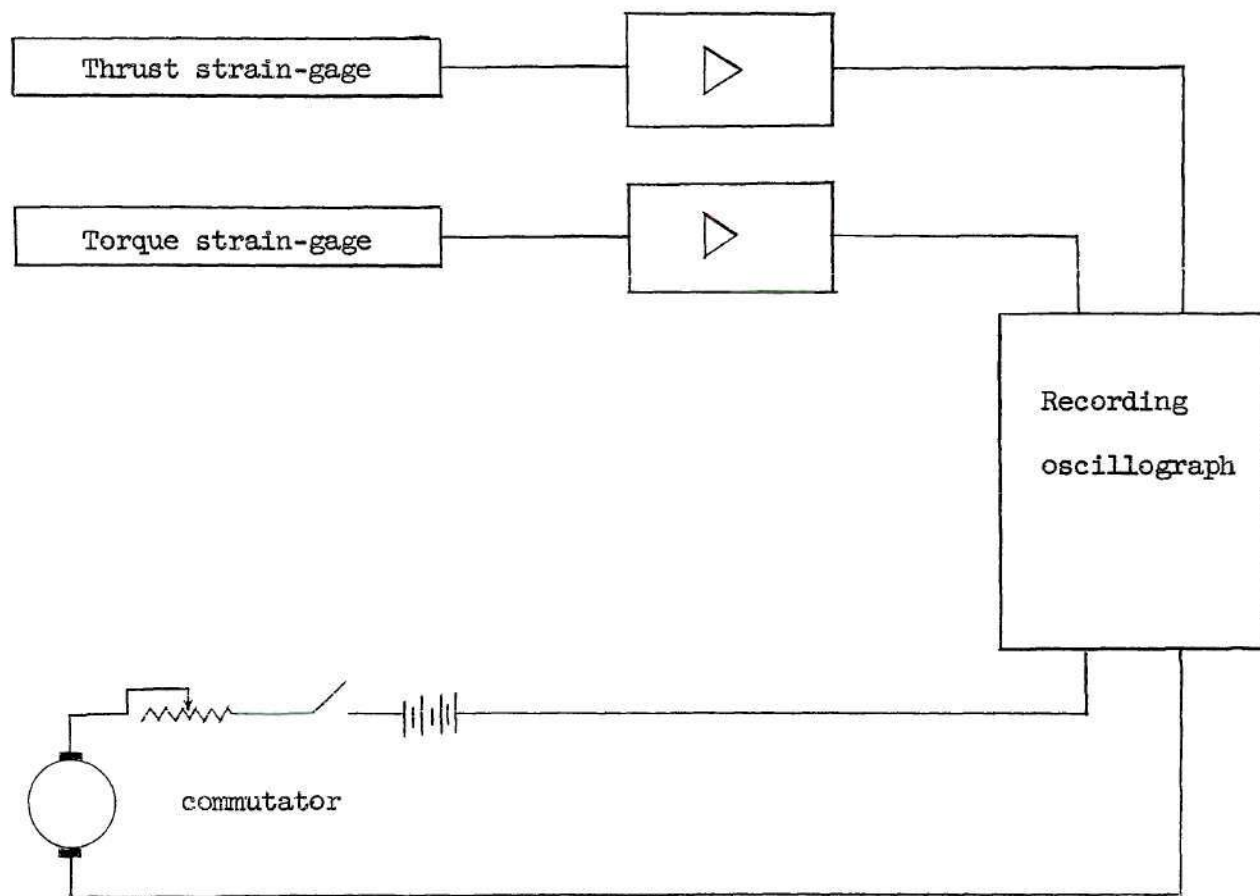 Thrust strain-gage
Torque strain-gage
Recording
oscillograph
commutator